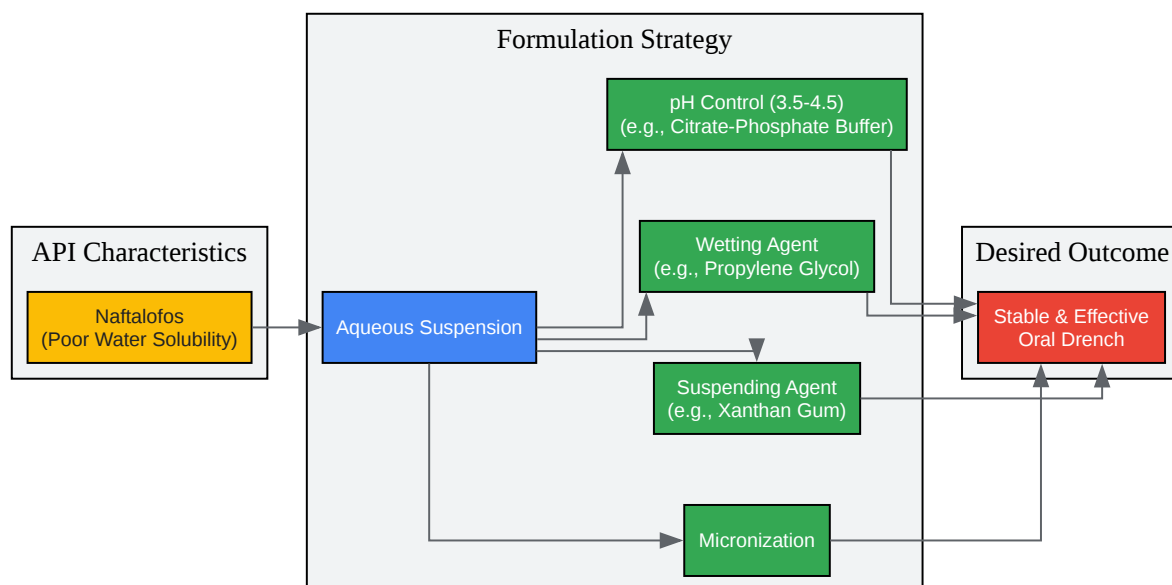 Formulation Strategy
pH Control (3.5-4.5)
(e.g., Citrate-Phosphate Buffer)
API Characteristics
Naftalofos
(Poor Water Solubility)
Aqueous Suspension
Wetting Agent
(e.g., Propylene Glycol)
Suspending Agent
(e.g., Xanthan Gum)
Micronization
Desired Outcome
Stable & Effective
Oral Drench